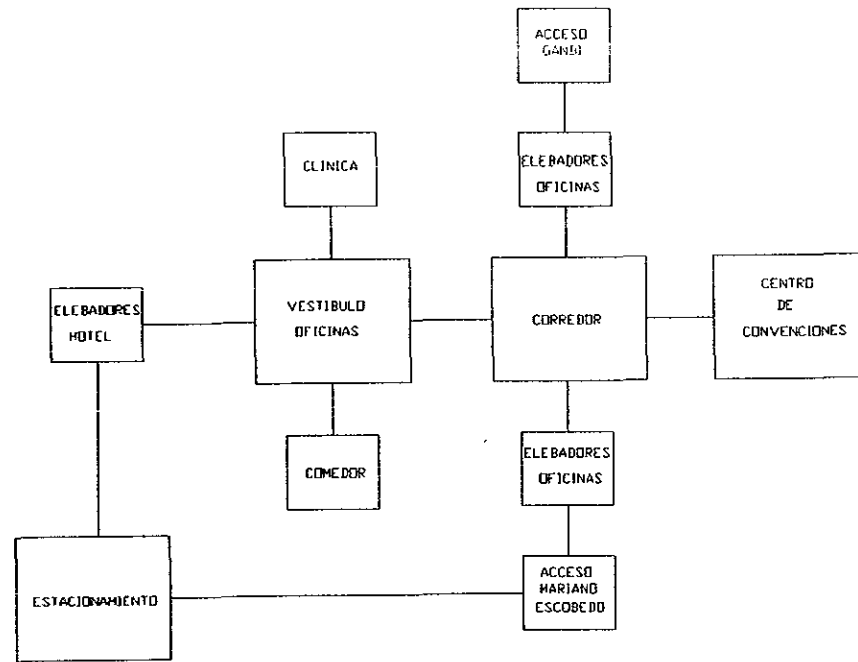 ACCESO
GANDI
ELEBADORES
OFICINAS
CLINICA
ELEBADORES
HOTEL
VESTIBULO
OFICINAS
CORREDOR
CENTRO
DE
CONVENCIONES
COMEDOR
ELEBADORES
OFICINAS
ESTACIONAMIENTO
ACCESO
MARIANO
ESCOBEDO